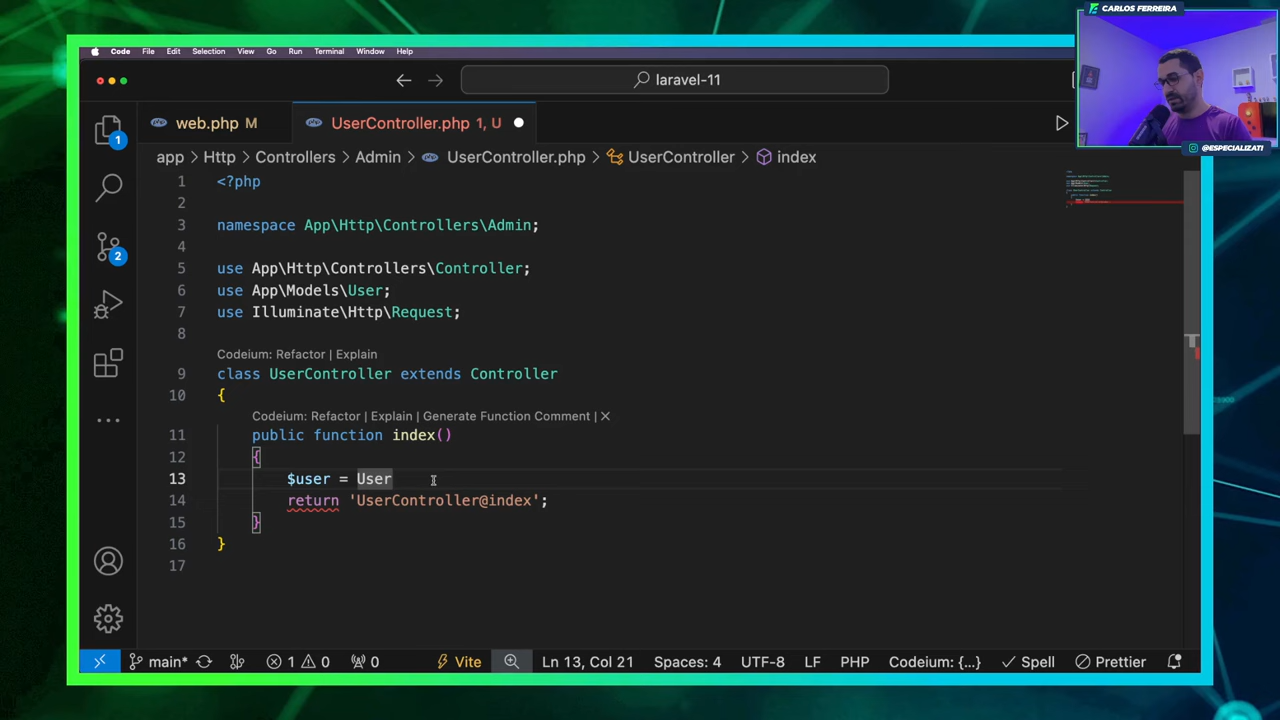 CARLOS FERREIRA
Code File Edit Selection View Go Run Terminal Window Help
laravel-11
web.php M
UserController.php 1, U
app > Http > Controllers > Admin > UserController.php > UserController > index
1 <?php
2
3 namespace App\Http\Controllers\Admin;
4
5 use App\Http\Controllers\Controller;
6 use App\Models\User;
7 use Illuminate\Http\Request;
8
Codeium: Refactor | Explain
9 class UserController extends Controller
10 {
Codeium: Refactor | Explain | Generate Function Comment | ✕
11 public function index()
12 {
13 $user = User
14 return 'UserController@index';
15 }
16 }
17
1
2
@ESPECIALIZATI
main* 1 0 0 Vite Ln 13, Col 21 Spaces: 4 UTF-8 LF PHP Codeium: {...} Spell Prettier